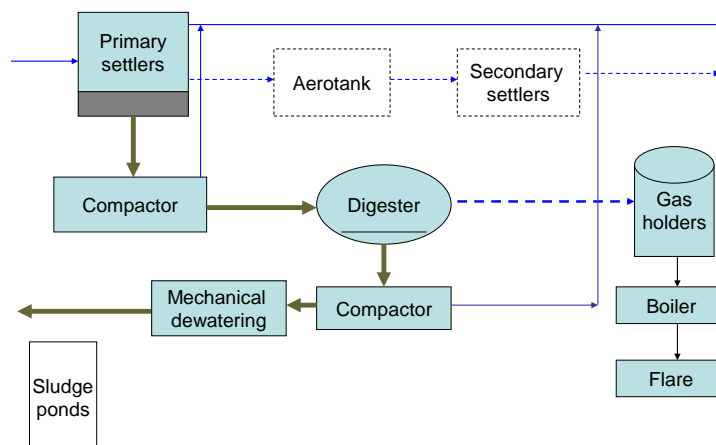 Primary
settlers
Aerotank
Secondary
settlers
Compactor
Digester
Gas
holders
Mechanical
dewatering
Compactor
Boiler
Sludge
ponds
Flare